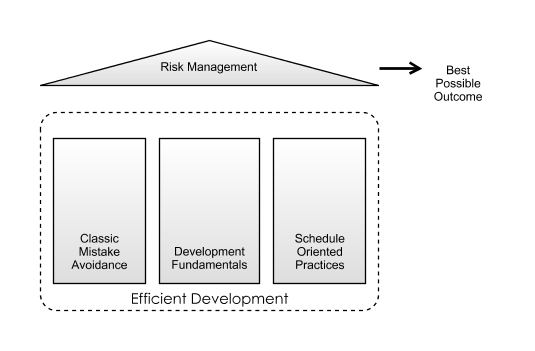 Risk Management
Best
Possible
Outcome
Classic
Mistake
Avoidance
Development
Fundamentals
Schedule
Oriented
Practices
Efficient Development